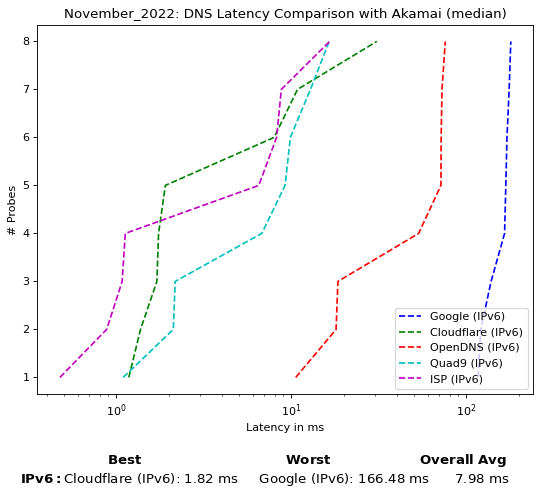 November_2022: DNS Latency Comparison with Akamai (median)
8
7
6
5
4
3
2
1
# Probes
Google (IPv6)
Cloudflare (IPv6)
OpenDNS (IPv6)
Quad9 (IPv6)
ISP (IPv6)
10⁰ 10¹ 10²
Latency in ms
Best Worst Overall Avg
IPv6: Cloudflare (IPv6): 1.82 ms Google (IPv6): 166.48 ms 7.98 ms